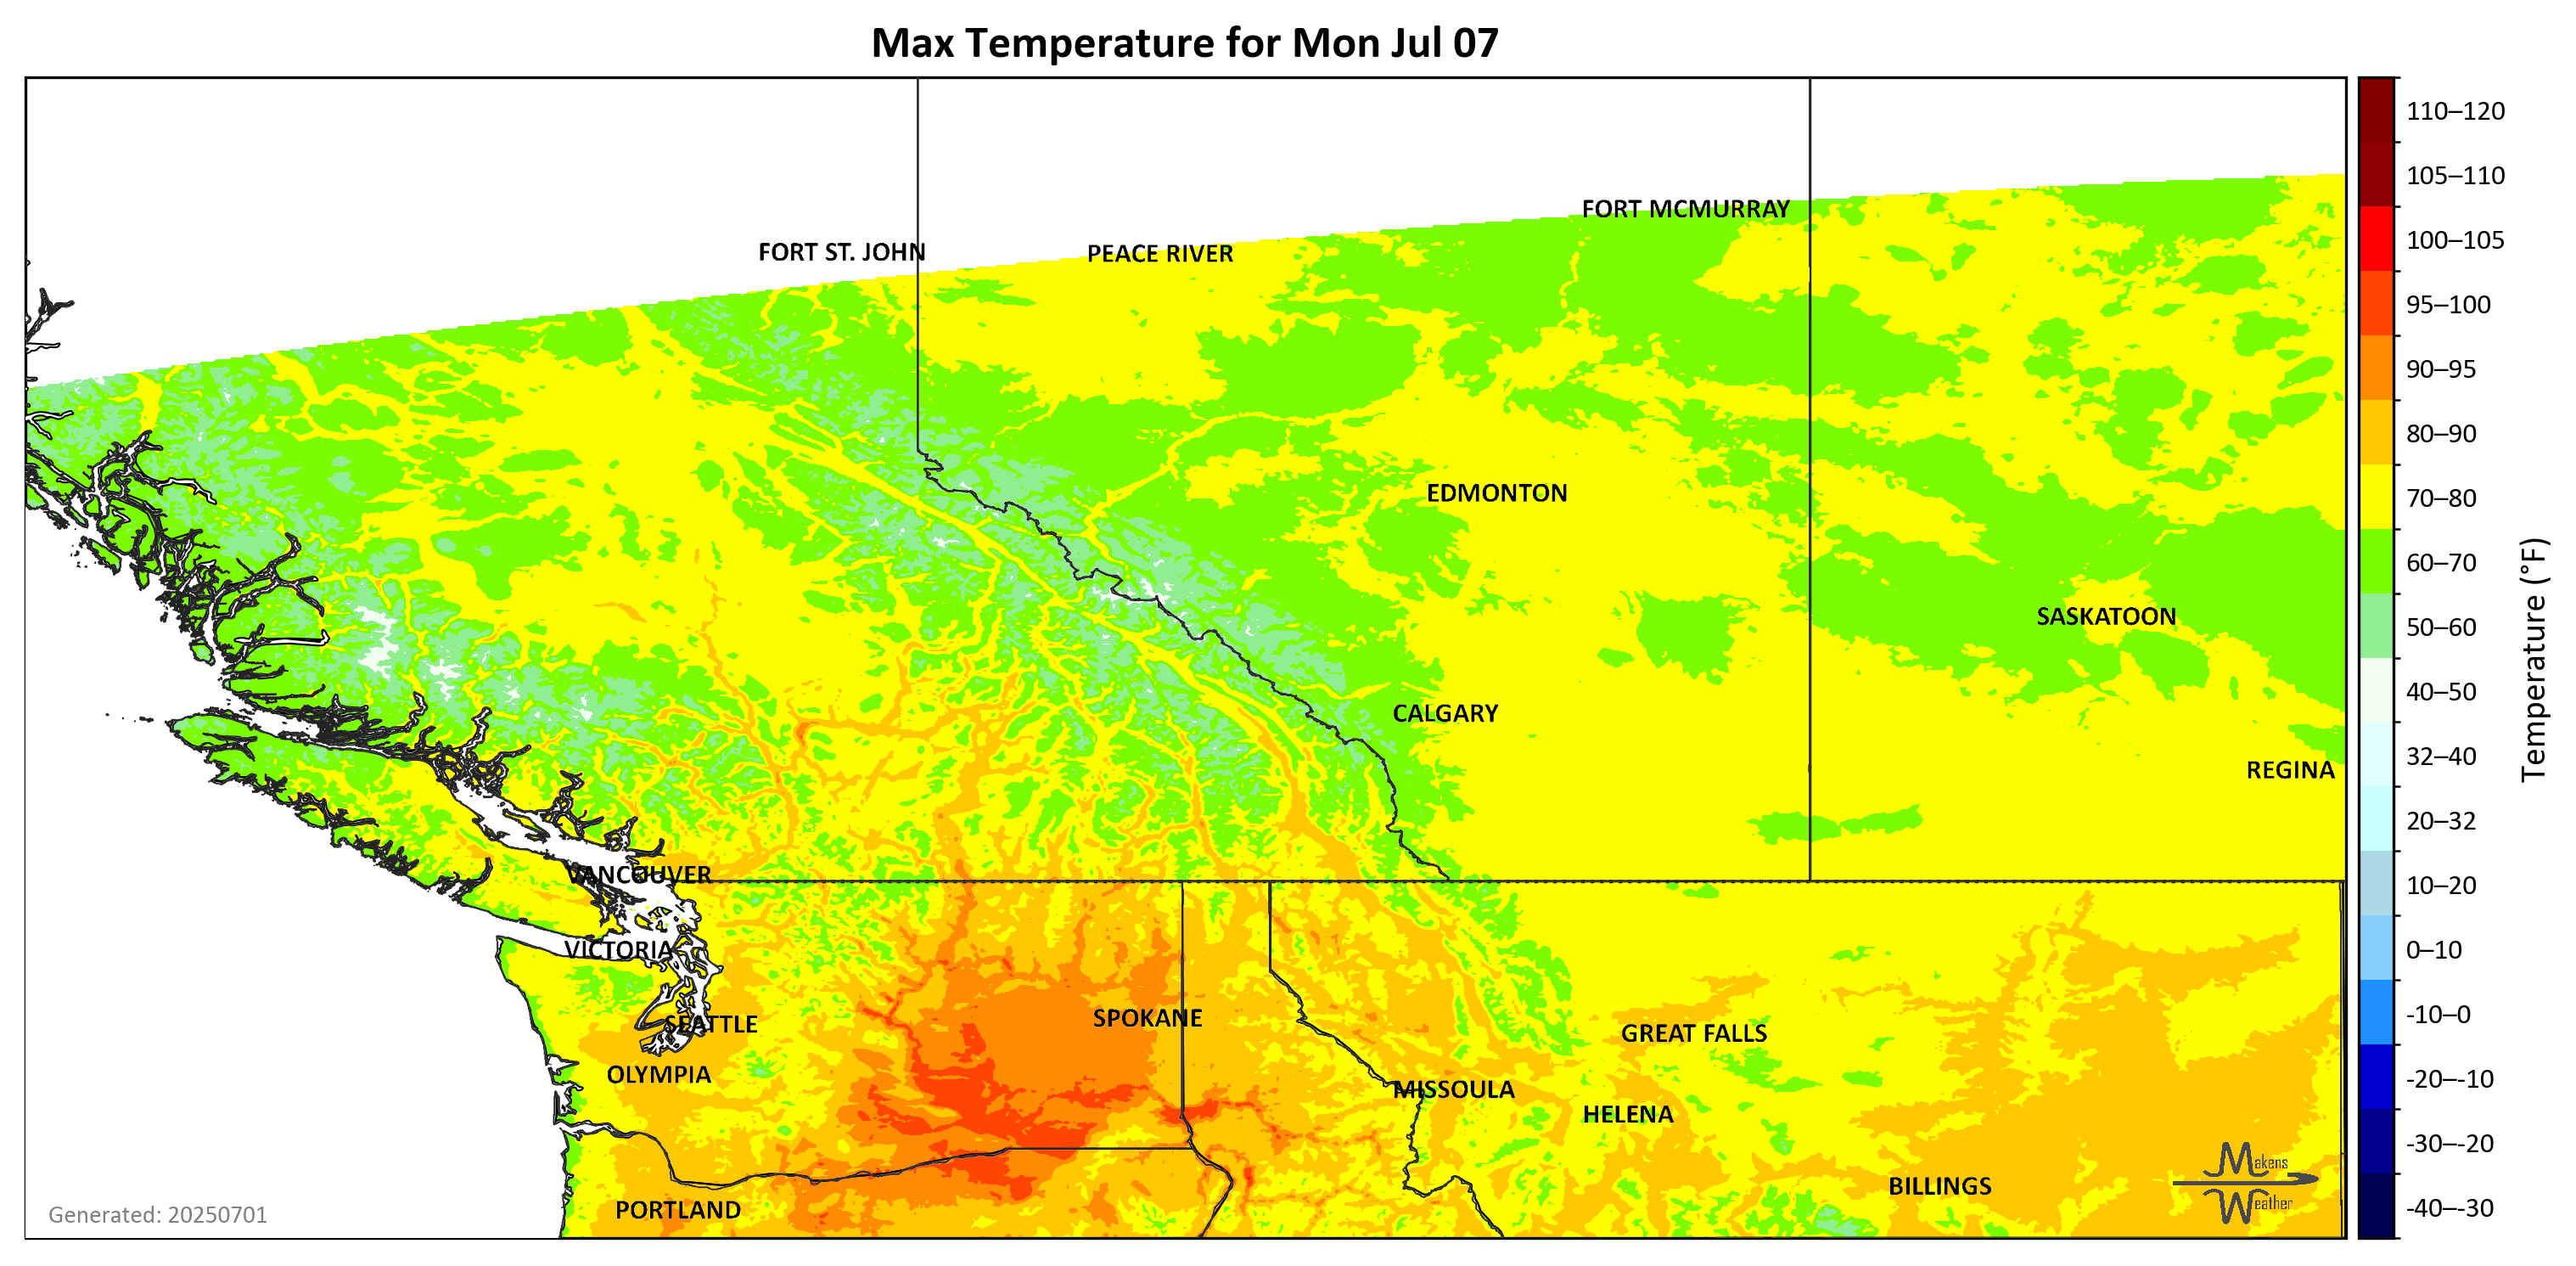 Max Temperature for Mon Jul 07
110–120
105–110
FORT MCMURRAY
100–105
FORT ST. JOHN
PEACE RIVER
95–100
90–95
80–90
EDMONTON
70–80
60–70
SASKATOON
50–60
40–50
CALGARY
32–40
REGINA
Temperature (°F)
20–32
VANCOUVER
10–20
VICTORIA
0–10
SPOKANE
-10–0
SEATTLE
GREAT FALLS
OLYMPIA
-20–-10
MISSOULA
HELENA
-30–-20
Makens
Weather
BILLINGS
PORTLAND
-40–-30
Generated: 20250701